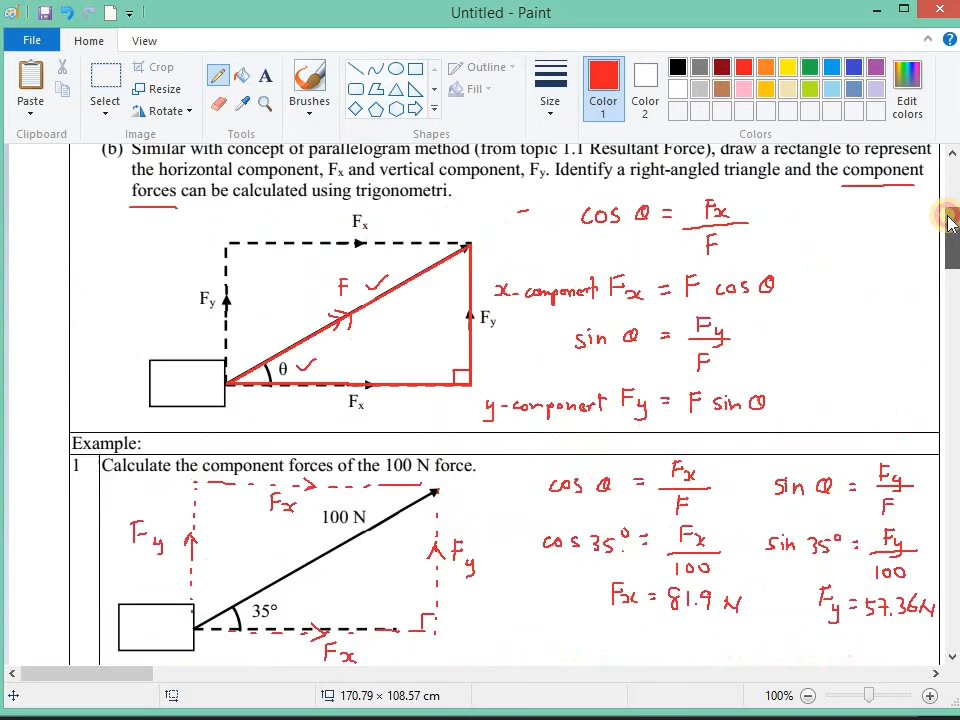 Untitled - Paint
File Home View
Paste
Select
Crop
Resize
Rotate
A
Brushes
Outline
Fill
Size
Color 1
Color 2
Edit colors
Clipboard Image Tools Shapes Colors
(b) Similar with concept of parallelogram method (from topic 1.1 Resultant Force), draw a rectangle to represent
the horizontal component, Fx and vertical component, Fy. Identify a right-angled triangle and the component
forces can be calculated using trigonometri.
Fx
cos θ = Fx / F
F
x-component Fx = F cos θ
Fy
Fy
sin θ = Fy / F
θ
Fx
y-component Fy = F sin θ
Example:
1 Calculate the component forces of the 100 N force.
Fx
cos θ = Fx / F
sin θ = Fy / F
100 N
Fy
Fy
cos 35° = Fx / 100
sin 35° = Fy / 100
35°
Fx = 81.9 N
Fy = 57.36 N
Fx
170.79 × 108.57 cm
100%